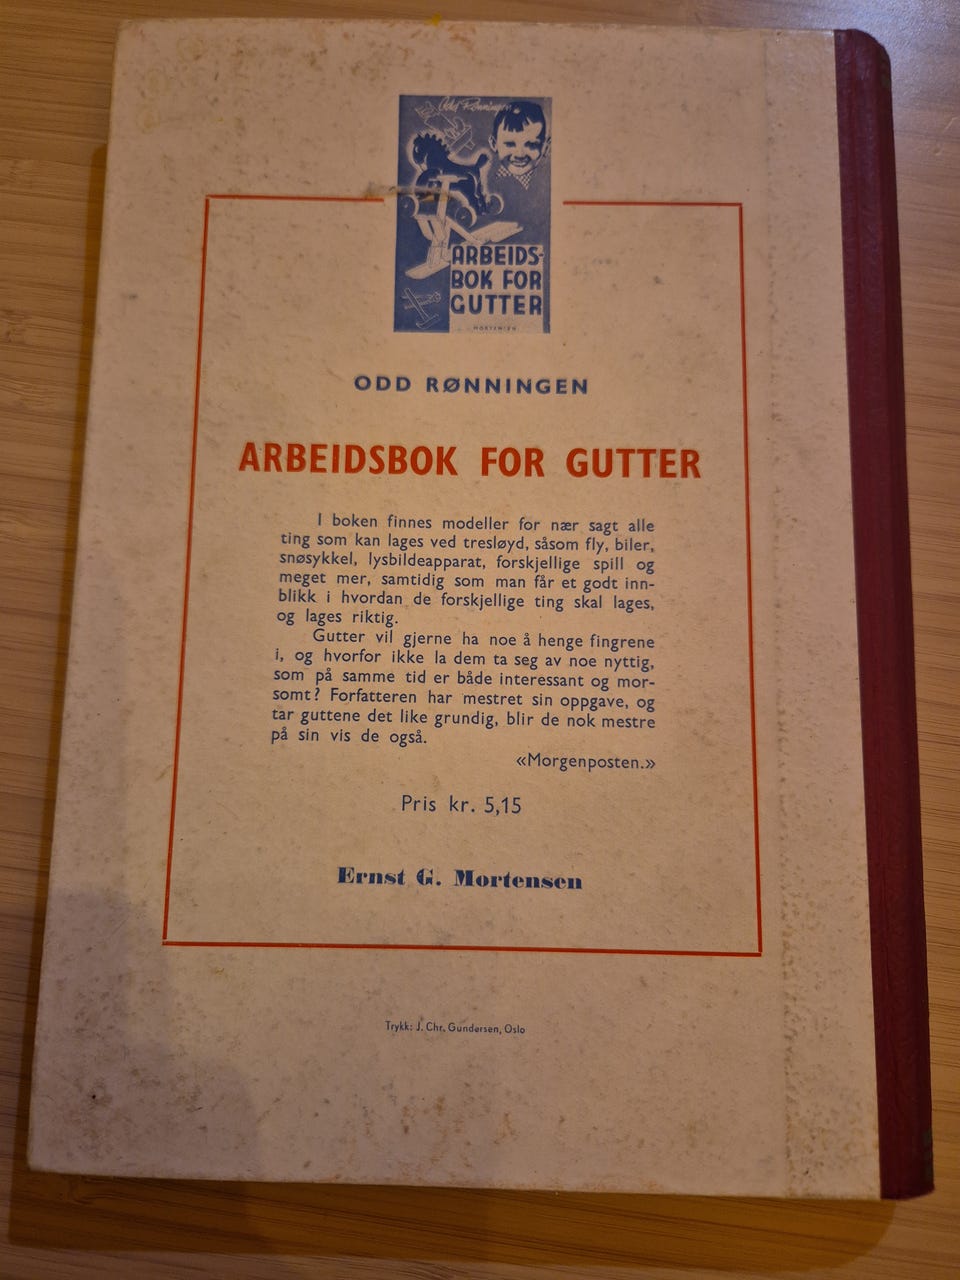 Odd Rønningen
ARBEIDS-
BOK FOR
GUTTER
MORTENSEN
ODD RØNNINGEN
ARBEIDSBOK FOR GUTTER
I boken finnes modeller for nær sagt alle
ting som kan lages ved tresløyd, såsom fly, biler,
snøsykkel, lysbildeapparat, forskjellige spill og
meget mer, samtidig som man får et godt inn-
blikk i hvordan de forskjellige ting skal lages,
og lages riktig.
Gutter vil gjerne ha noe å henge fingrene
i, og hvorfor ikke la dem ta seg av noe nyttig,
som på samme tid er både interessant og mor-
somt? Forfatteren har mestret sin oppgave, og
tar guttene det like grundig, blir de nok mestre
på sin vis de også.
«Morgenposten.»
Pris kr. 5,15
Ernst G. Mortensen
Trykk: J. Chr. Gundersen, Oslo